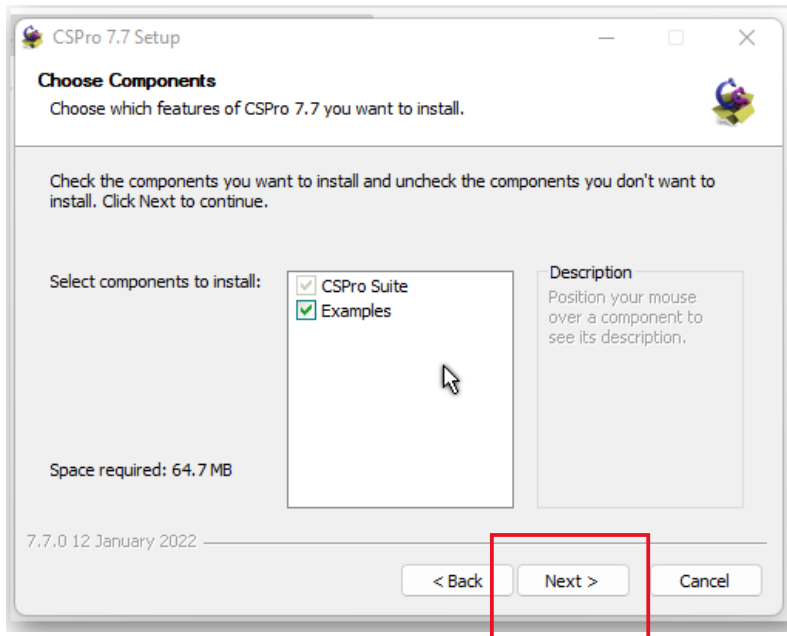 CSPro 7.7 Setup
Choose Components
Choose which features of CSPro 7.7 you want to install.
Check the components you want to install and uncheck the components you don't want to
install. Click Next to continue.
Select components to install:
CSPro Suite
Examples
Description
Position your mouse
over a component to
see its description.
Space required: 64.7 MB
7.7.0 12 January 2022
< Back
Next >
Cancel